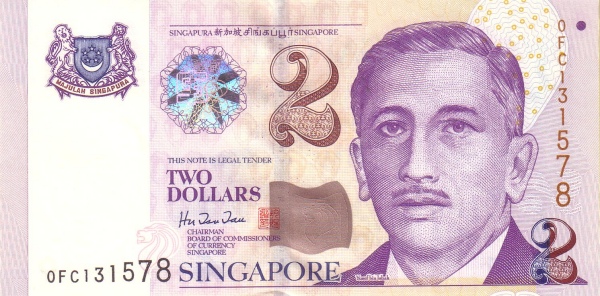 SINGAPURA 新加坡 சிங்கப்பூர் SINGAPORE
MAJULAH SINGAPURA
2
0FC131578
THIS NOTE IS LEGAL TENDER
TWO
DOLLARS
CHAIRMAN
BOARD OF COMMISSIONERS
OF CURRENCY
SINGAPORE
2
0FC131578 SINGAPORE